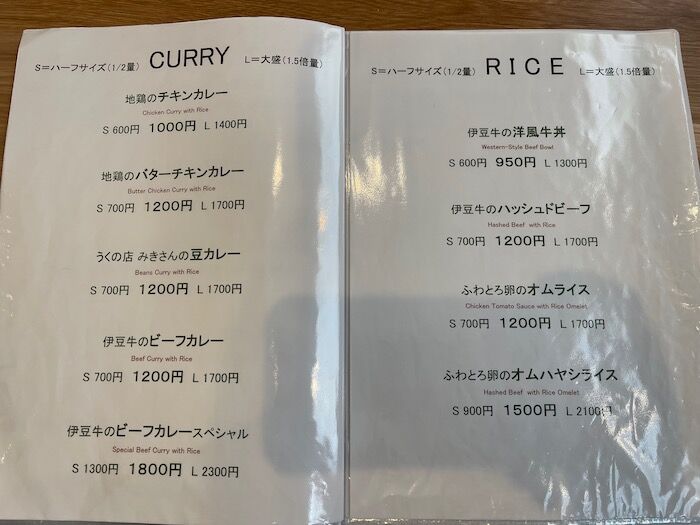 S=ハーフサイズ(1/2量) CURRY L=大盛(1.5倍量)
地鶏のチキンカレー
Chicken Curry with Rice
S 600円 1000円 L 1400円
地鶏のバターチキンカレー
Butter Chicken Curry with Rice
S 700円 1200円 L 1700円
うくの店 みきさんの豆カレー
Beans Curry with Rice
S 700円 1200円 L 1700円
伊豆牛のビーフカレー
Beef Curry with Rice
S 700円 1200円 L 1700円
伊豆牛のビーフカレースペシャル
Special Beef Curry with Rice
S 1300円 1800円 L 2300円
S=ハーフサイズ(1/2量) RICE L=大盛(1.5倍量)
伊豆牛の洋風牛丼
Western-Style Beef Bowl
S 600円 950円 L 1300円
伊豆牛のハッシュドビーフ
Hashed Beef with Rice
S 700円 1200円 L 1700円
ふわとろ卵のオムライス
Chicken Tomato Sauce with Rice Omelet
S 700円 1200円 L 1700円
ふわとろ卵のオムハヤシライス
Hashed Beef with Rice Omelet
S 900円 1500円 L 2100円